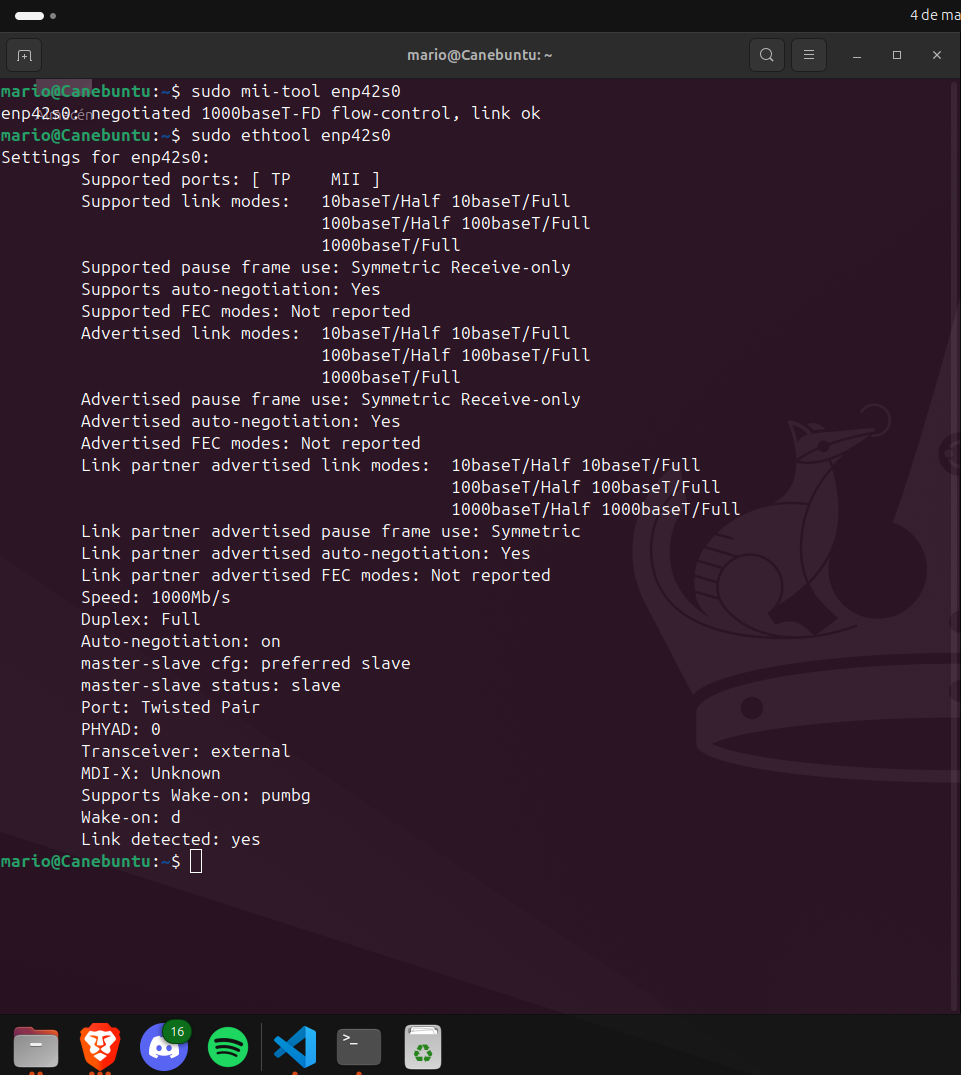 4 de ma
mario@Canebuntu: ~
mario@Canebuntu:~$ sudo mii-tool enp42s0
enp42s0: negotiated 1000baseT-FD flow-control, link ok
Almacén
mario@Canebuntu:~$ sudo ethtool enp42s0
Settings for enp42s0:
Supported ports: [ TP    MII ]
Supported link modes:   10baseT/Half 10baseT/Full
100baseT/Half 100baseT/Full
1000baseT/Full
Supported pause frame use: Symmetric Receive-only
Supports auto-negotiation: Yes
Supported FEC modes: Not reported
Advertised link modes:  10baseT/Half 10baseT/Full
100baseT/Half 100baseT/Full
1000baseT/Full
Advertised pause frame use: Symmetric Receive-only
Advertised auto-negotiation: Yes
Advertised FEC modes: Not reported
Link partner advertised link modes:  10baseT/Half 10baseT/Full
100baseT/Half 100baseT/Full
1000baseT/Half 1000baseT/Full
Link partner advertised pause frame use: Symmetric
Link partner advertised auto-negotiation: Yes
Link partner advertised FEC modes: Not reported
Speed: 1000Mb/s
Duplex: Full
Auto-negotiation: on
master-slave cfg: preferred slave
master-slave status: slave
Port: Twisted Pair
PHYAD: 0
Transceiver: external
MDI-X: Unknown
Supports Wake-on: pumbg
Wake-on: d
Link detected: yes
mario@Canebuntu:~$
16
>_